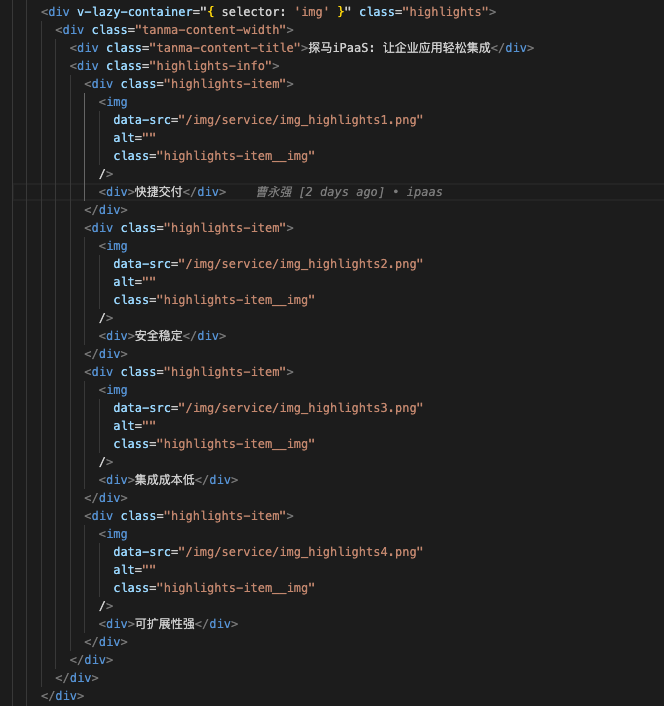 <div v-lazy-container="{ selector: 'img' }" class="highlights">
<div class="tanma-content-width">
<div class="tanma-content-title">探马iPaaS: 让企业应用轻松集成</div>
<div class="highlights-info">
<div class="highlights-item">
<img
data-src="/img/service/img_highlights1.png"
alt=""
class="highlights-item__img"
/>
<div>快捷交付</div> 曹永强 [2 days ago] • ipaas
</div>
<div class="highlights-item">
<img
data-src="/img/service/img_highlights2.png"
alt=""
class="highlights-item__img"
/>
<div>安全稳定</div>
</div>
<div class="highlights-item">
<img
data-src="/img/service/img_highlights3.png"
alt=""
class="highlights-item__img"
/>
<div>集成成本低</div>
</div>
<div class="highlights-item">
<img
data-src="/img/service/img_highlights4.png"
alt=""
class="highlights-item__img"
/>
<div>可扩展性强</div>
</div>
</div>
</div>
</div>